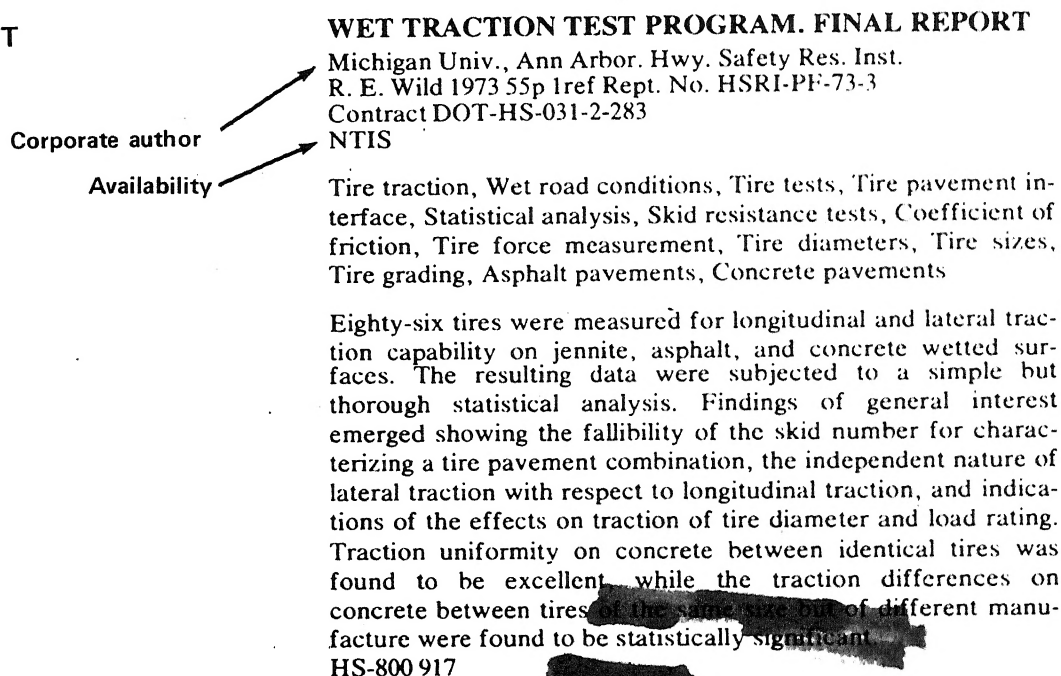 T
WET TRACTION TEST PROGRAM. FINAL REPORT
Michigan Univ., Ann Arbor. Hwy. Safety Res. Inst.
R. E. Wild 1973 55p 1ref Rept. No. HSRI-PF-73-3
Contract DOT-HS-031-2-283
Corporate author
NTIS
Availability
Tire traction, Wet road conditions, Tire tests, Tire pavement in-
terface, Statistical analysis, Skid resistance tests, Coefficient of
friction, Tire force measurement, Tire diameters, Tire sizes,
Tire grading, Asphalt pavements, Concrete pavements
Eighty-six tires were measured for longitudinal and lateral trac-
tion capability on jennite, asphalt, and concrete wetted sur-
faces. The resulting data were subjected to a simple but
thorough statistical analysis. Findings of general interest
emerged showing the fallibility of the skid number for charac-
terizing a tire pavement combination, the independent nature of
lateral traction with respect to longitudinal traction, and indica-
tions of the effects on traction of tire diameter and load rating.
Traction uniformity on concrete between identical tires was
found to be excellent, while the traction differences on
concrete between tires of the same size but of different manu-
facture were found to be statistically significant.
HS-800 917